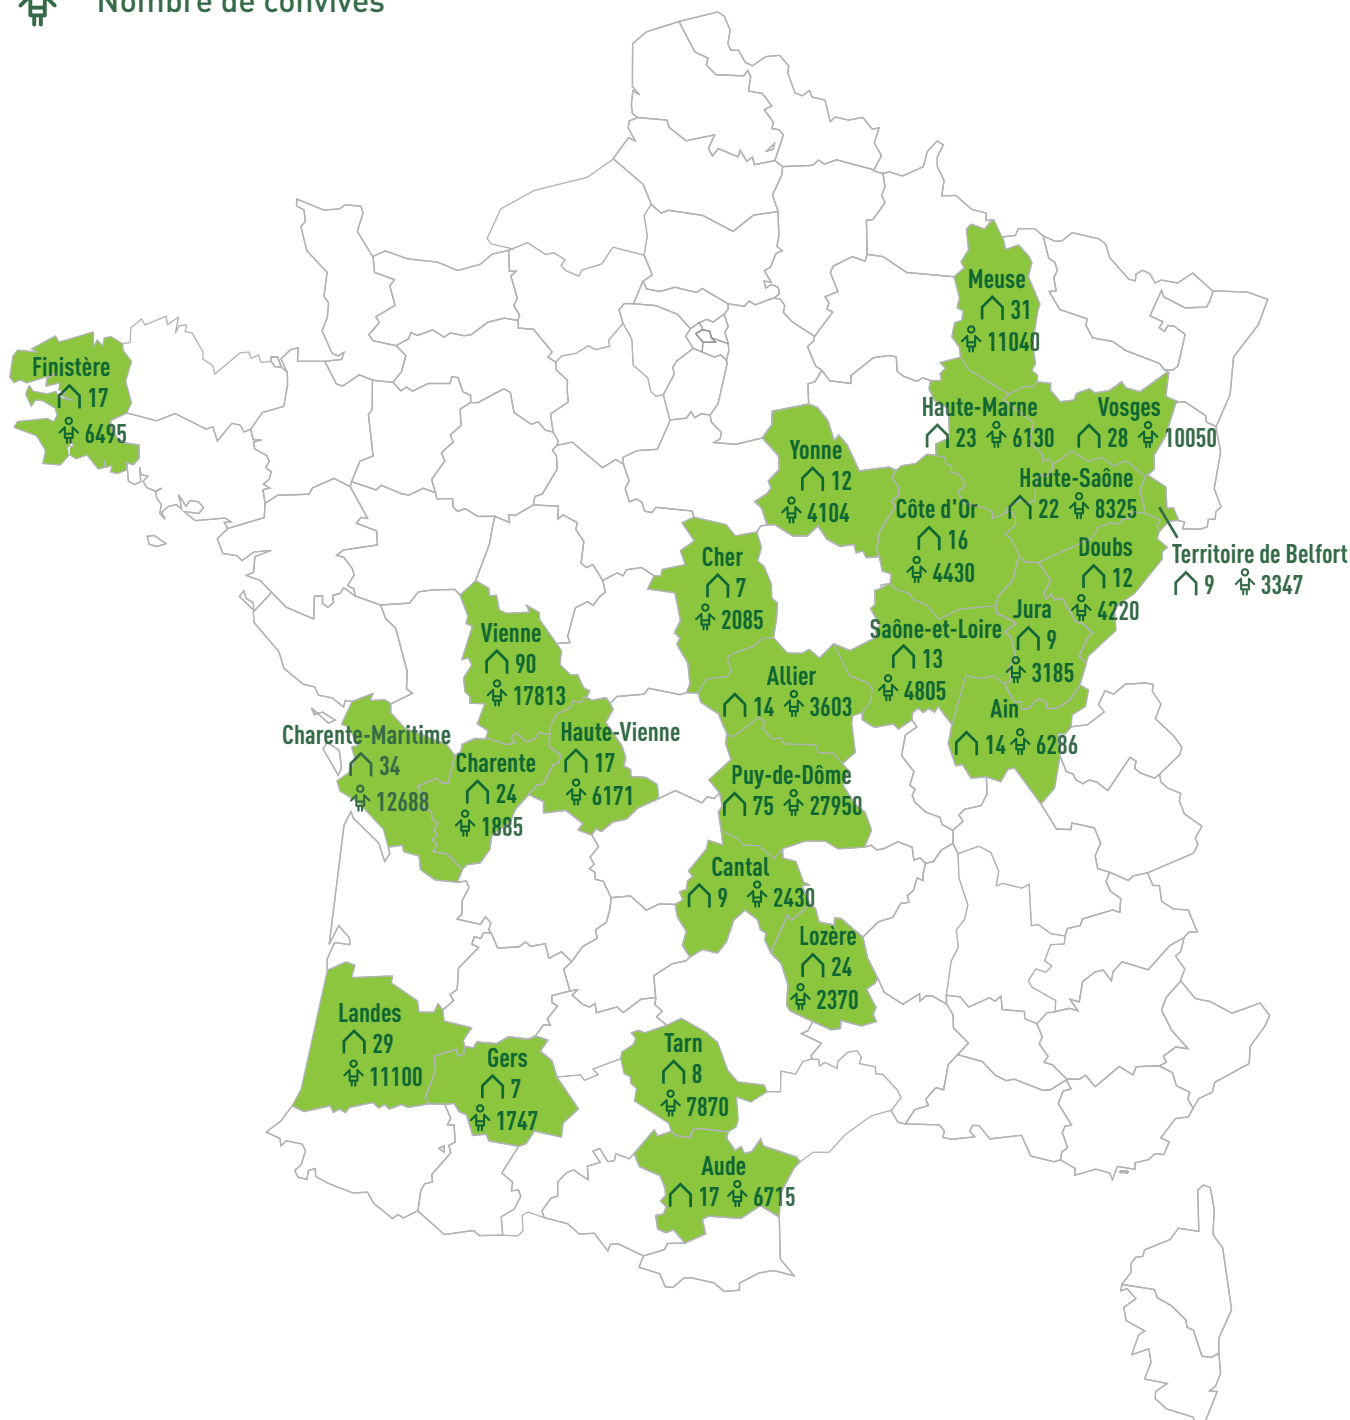 Nombre de convives
Meuse
31
11040
Finistère
17
6495
Haute-Marne
23 6130
Vosges
28 10050
Yonne
12
4104
Haute-Saône
22 8325
Côte d'Or
16
4430
Doubs
12
4220
Territoire de Belfort
9 3347
Cher
7
2085
Jura
9
3185
Saône-et-Loire
13
4805
Vienne
90
17813
Allier
14 3603
Ain
14 6286
Charente-Maritime
34
12688
Haute-Vienne
17
6171
Charente
24
1885
Puy-de-Dôme
75 27950
Cantal
9 2430
Lozère
24
2370
Landes
29
11100
Gers
7
1747
Tarn
8
7870
Aude
17 6715